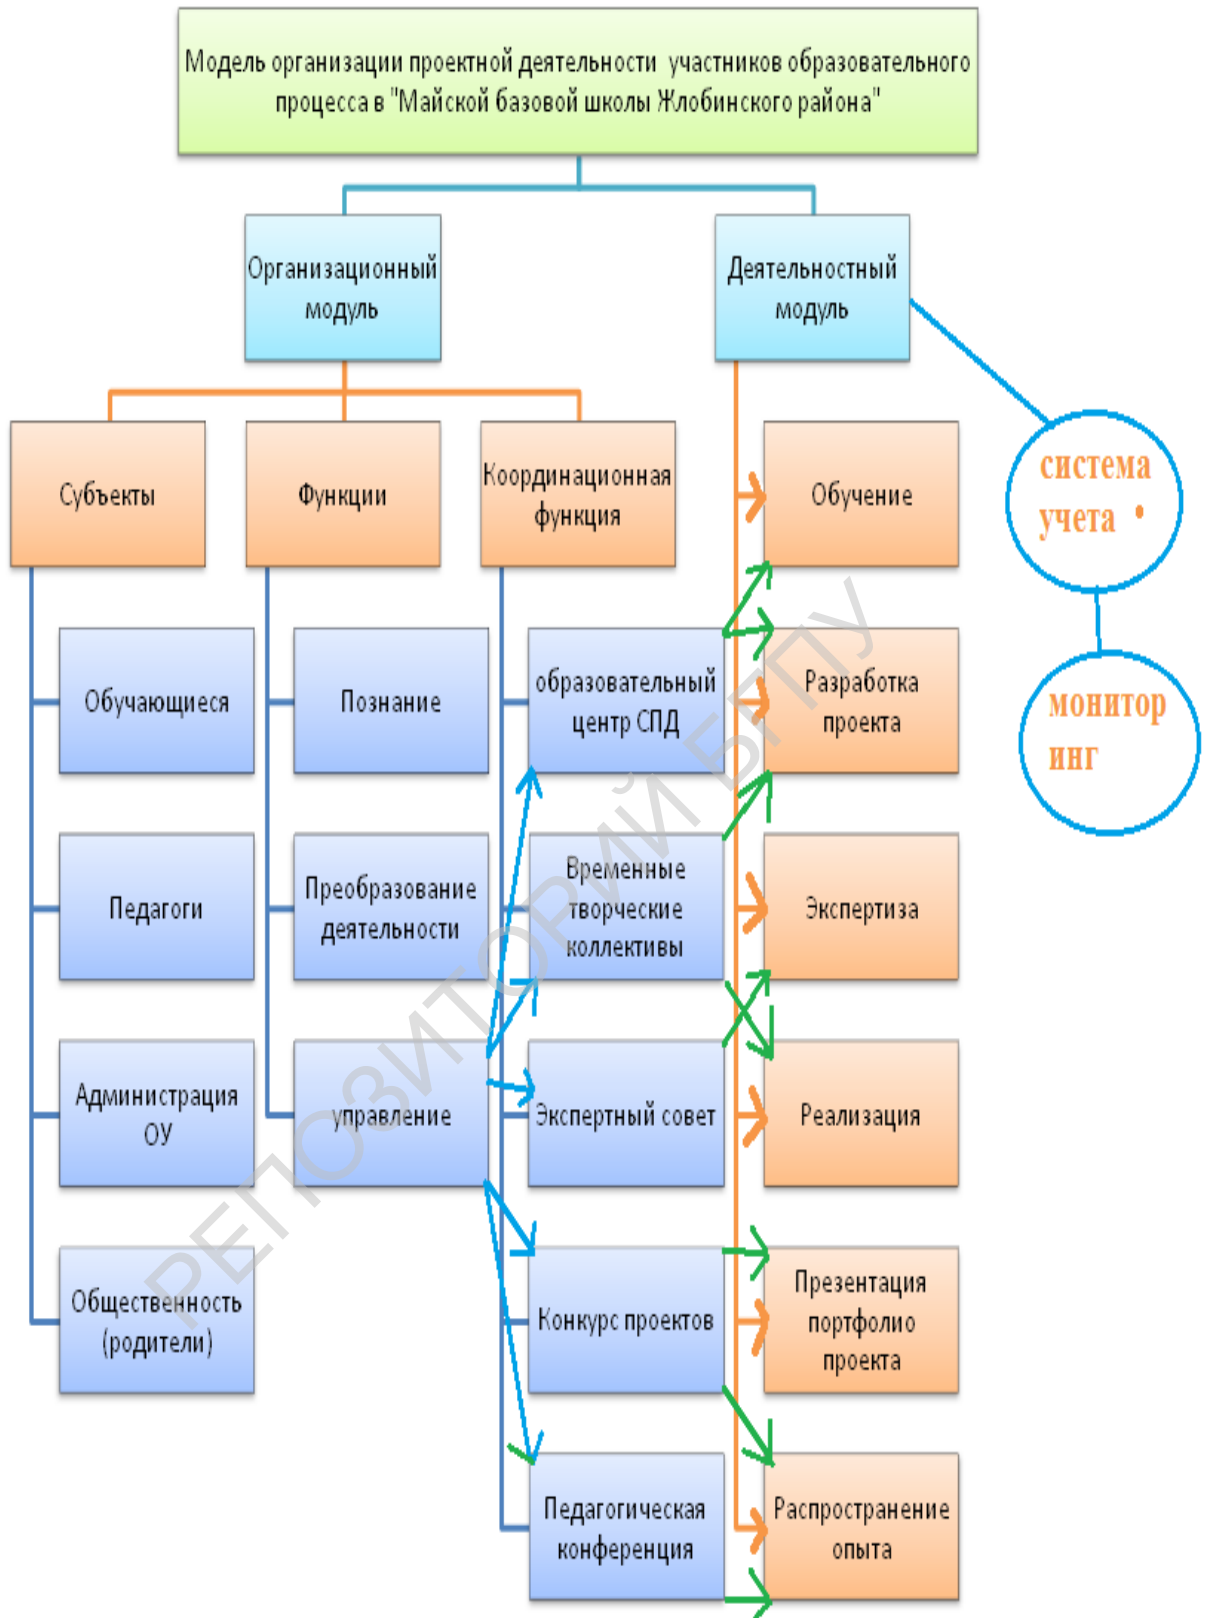 Модель организации проектной деятельности участников образовательного
процесса в "Майской базовой школы Жлобинского района"
Организационный
модуль
Деятельностный
модуль
Субъекты
Функции
Координационная
функция
Обучение
система
учета •
Обучающиеся
Познание
образовательный
центр СПД
Разработка
проекта
монитор
инг
Педагоги
Преобразование
деятельности
Временные
творческие
коллективы
Экспертиза
Администрация
ОУ
управление
Экспертный совет
Реализация
Общественность
(родители)
Конкурс проектов
Презентация
портфолио
проекта
Педагогическая
конференция
Распространение
опыта
РЕПОЗИТОРИЙ БГПУ